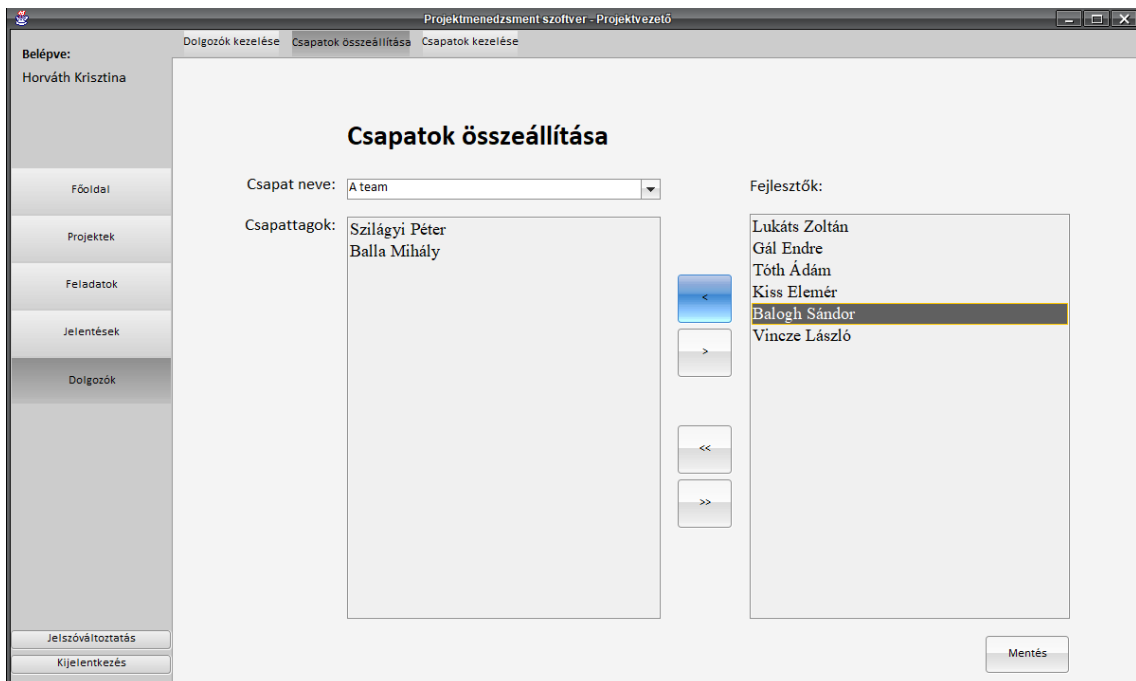 Projektmenedzsment szoftver - Projektvezető
Belépve:
Horváth Krisztina
Főoldal
Projektek
Feladatok
Jelentések
Dolgozók
Jelszóváltoztatás
Kijelentkezés
Dolgozók kezelése Csapatok összeállítása Csapatok kezelése
Csapatok összeállítása
Csapat neve: A team
Csapattagok:
Szilágyi Péter
Balla Mihály
<
>
<<
>>
Fejlesztők:
Lukáts Zoltán
Gál Endre
Tóth Ádám
Kiss Elemér
Balogh Sándor
Vincze László
Mentés